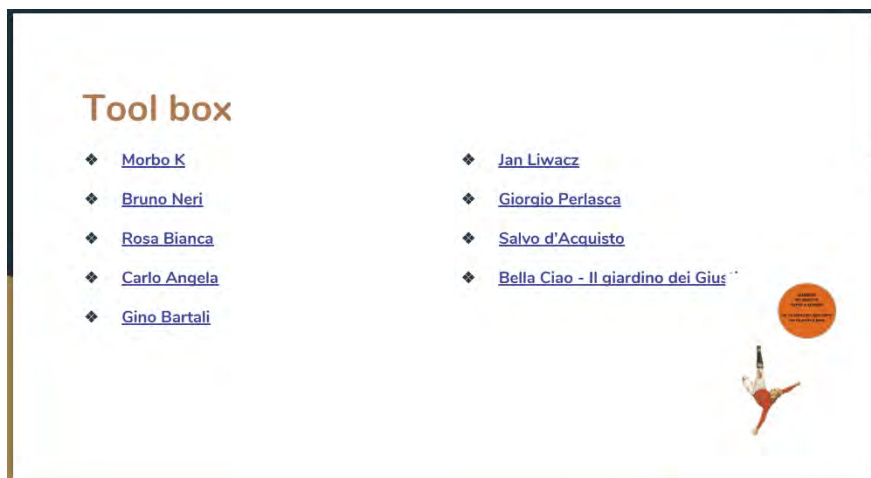 Tool box
❖ Morbo K
❖ Bruno Neri
❖ Rosa Bianca
❖ Carlo Angela
❖ Gino Bartali
❖ Jan Liwacz
❖ Giorgio Perlasca
❖ Salvo d'Acquisto
❖ Bella Ciao - Il giardino dei